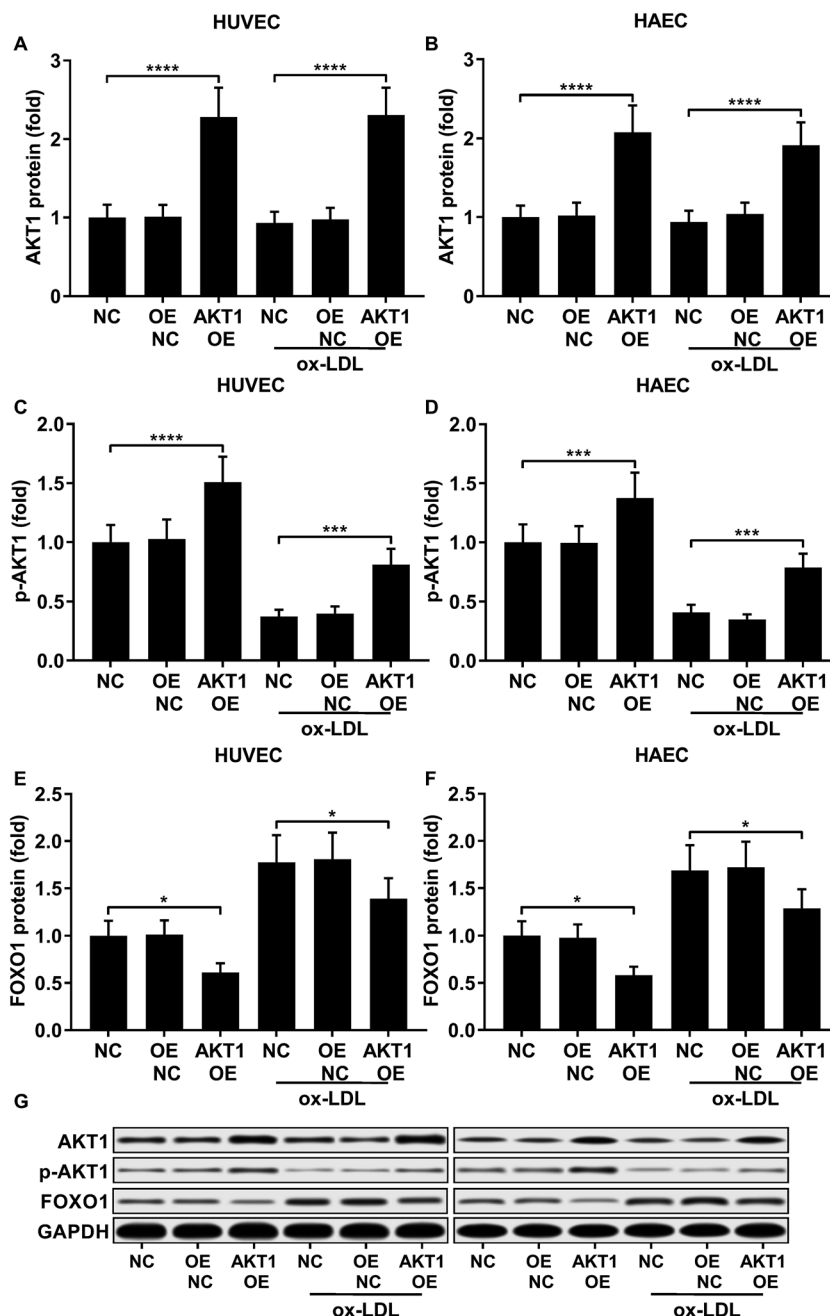 HUVEC
HAEC
A
B
AKT1 protein (fold)
3
2
1
0
****
****
NC OE AKT1 NC OE AKT1
NC OE NC OE
ox-LDL
AKT1 protein (fold)
3
2
1
0
****
****
NC OE AKT1 NC OE AKT1
NC OE NC OE
ox-LDL
HUVEC
HAEC
C
D
p-AKT1 (fold)
2.0
1.5
1.0
0.5
0.0
****
***
NC OE AKT1 NC OE AKT1
NC OE NC OE
ox-LDL
p-AKT1 (fold)
2.0
1.5
1.0
0.5
0.0
***
***
NC OE AKT1 NC OE AKT1
NC OE NC OE
ox-LDL
HUVEC
HAEC
E
F
FOXO1 protein (fold)
2.5
2.0
1.5
1.0
0.5
0.0
*
*
NC OE AKT1 NC OE AKT1
NC OE NC OE
ox-LDL
FOXO1 protein (fold)
2.5
2.0
1.5
1.0
0.5
0.0
*
*
NC OE AKT1 NC OE AKT1
NC OE NC OE
ox-LDL
G
AKT1
p-AKT1
FOXO1
GAPDH
NC OE AKT1 NC OE AKT1 NC OE AKT1 NC OE AKT1
NC OE NC OE NC OE NC OE
ox-LDL ox-LDL